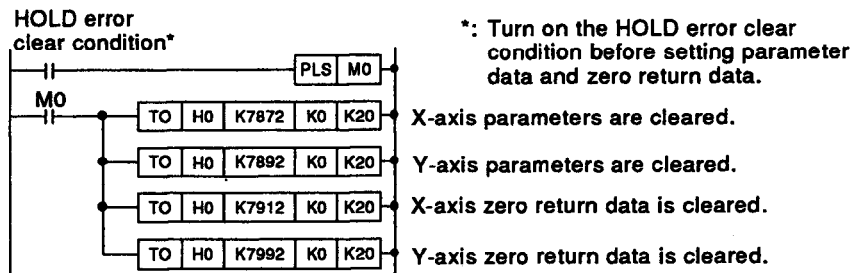 HOLD error
clear condition*
PLS M0
*: Turn on the HOLD error clear
condition before setting parameter
data and zero return data.
M0
TO H0 K7872 K0 K20 X-axis parameters are cleared.
TO H0 K7892 K0 K20 Y-axis parameters are cleared.
TO H0 K7912 K0 K20 X-axis zero return data is cleared.
TO H0 K7992 K0 K20 Y-axis zero return data is cleared.